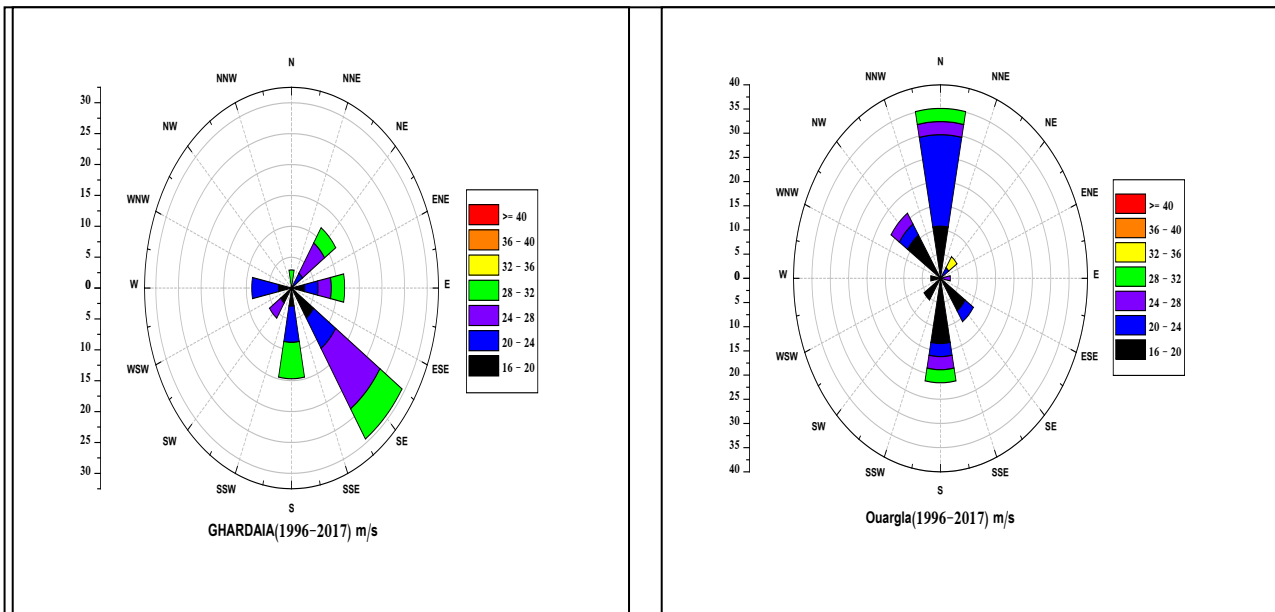 N
NNW
NNE
NW
NE
WNW
ENE
W
E
WSW
ESE
SW
SE
SSW
SSE
S
30
25
20
15
10
5
0
5
10
15
20
25
30
>= 40
36 - 40
32 - 36
28 - 32
24 - 28
20 - 24
16 - 20
GHARDAIA(1996-2017) m/s
N
NNW
NNE
NW
NE
WNW
ENE
W
E
WSW
ESE
SW
SE
SSW
SSE
S
40
35
30
25
20
15
10
5
0
5
10
15
20
25
30
35
40
>= 40
36 - 40
32 - 36
28 - 32
24 - 28
20 - 24
16 - 20
Ouargla(1996-2017) m/s